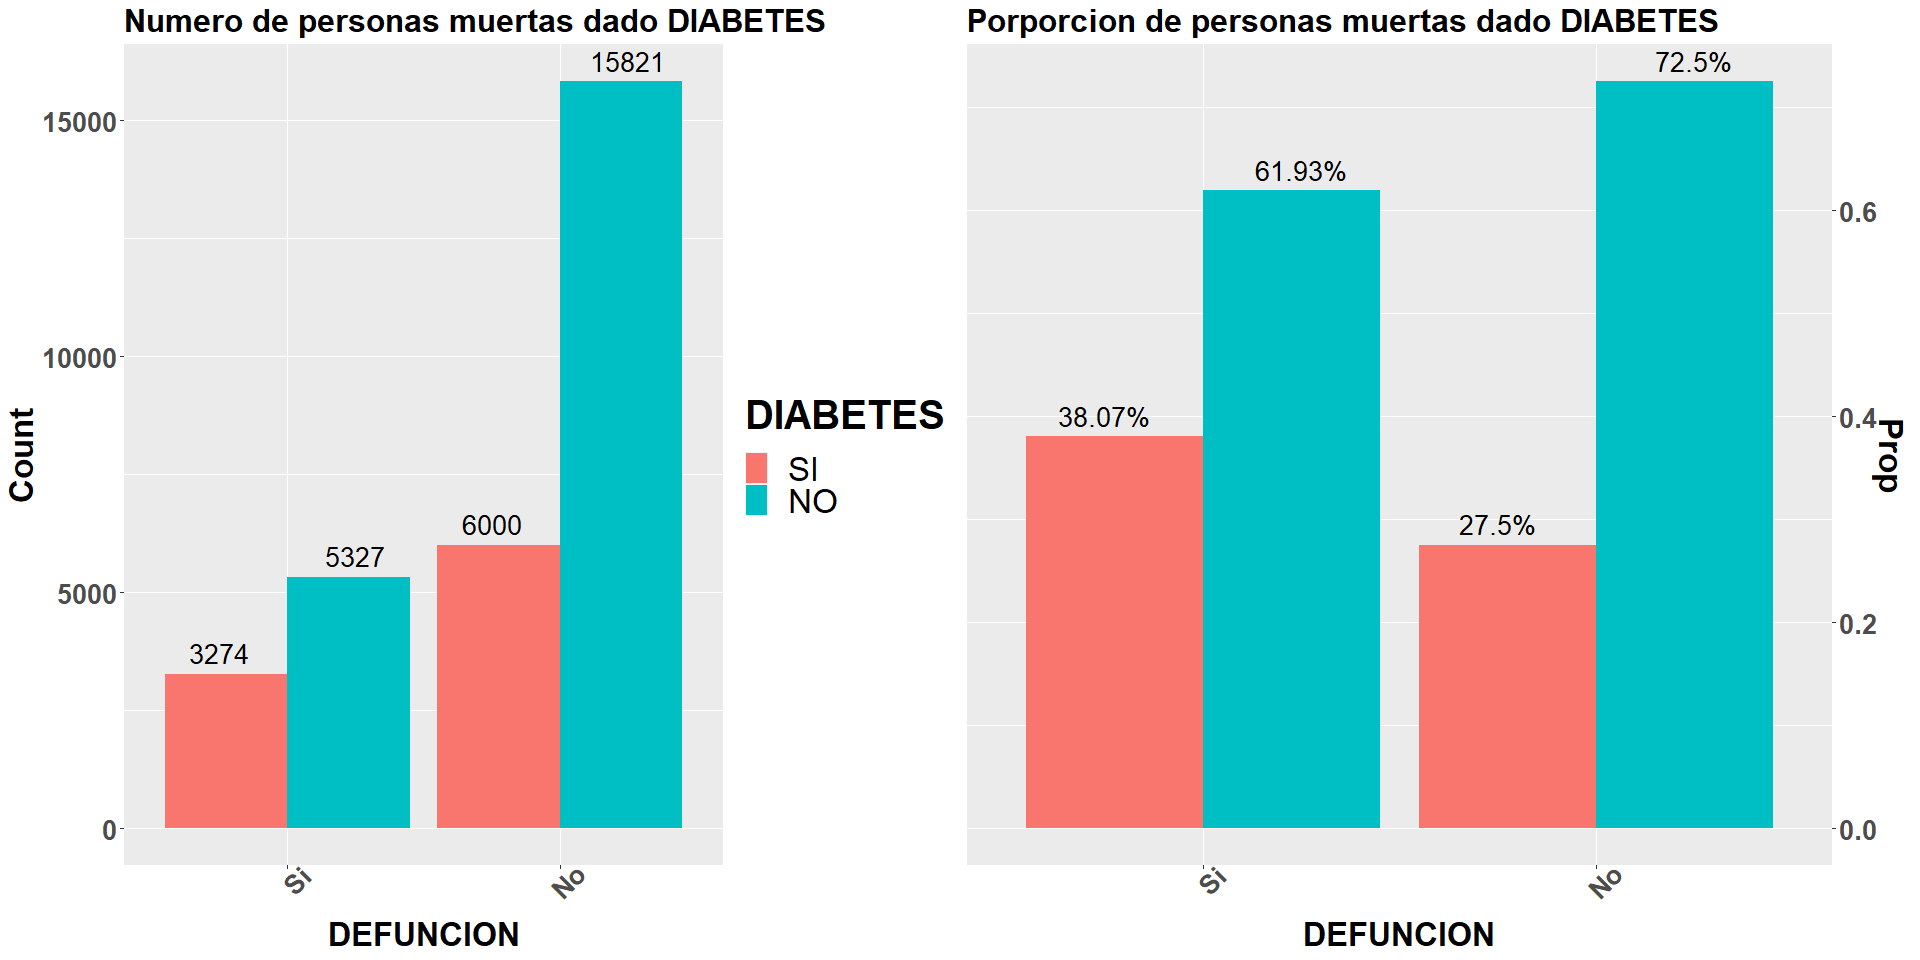 Numero de personas muertas dado DIABETES
15821
15000
10000
6000
5327
5000
3274
0
Count
Si
No
DEFUNCION
DIABETES
SI
NO
Porporcion de personas muertas dado DIABETES
72.5%
61.93%
38.07%
27.5%
0.6
0.4
0.2
0.0
Prop
Si
No
DEFUNCION